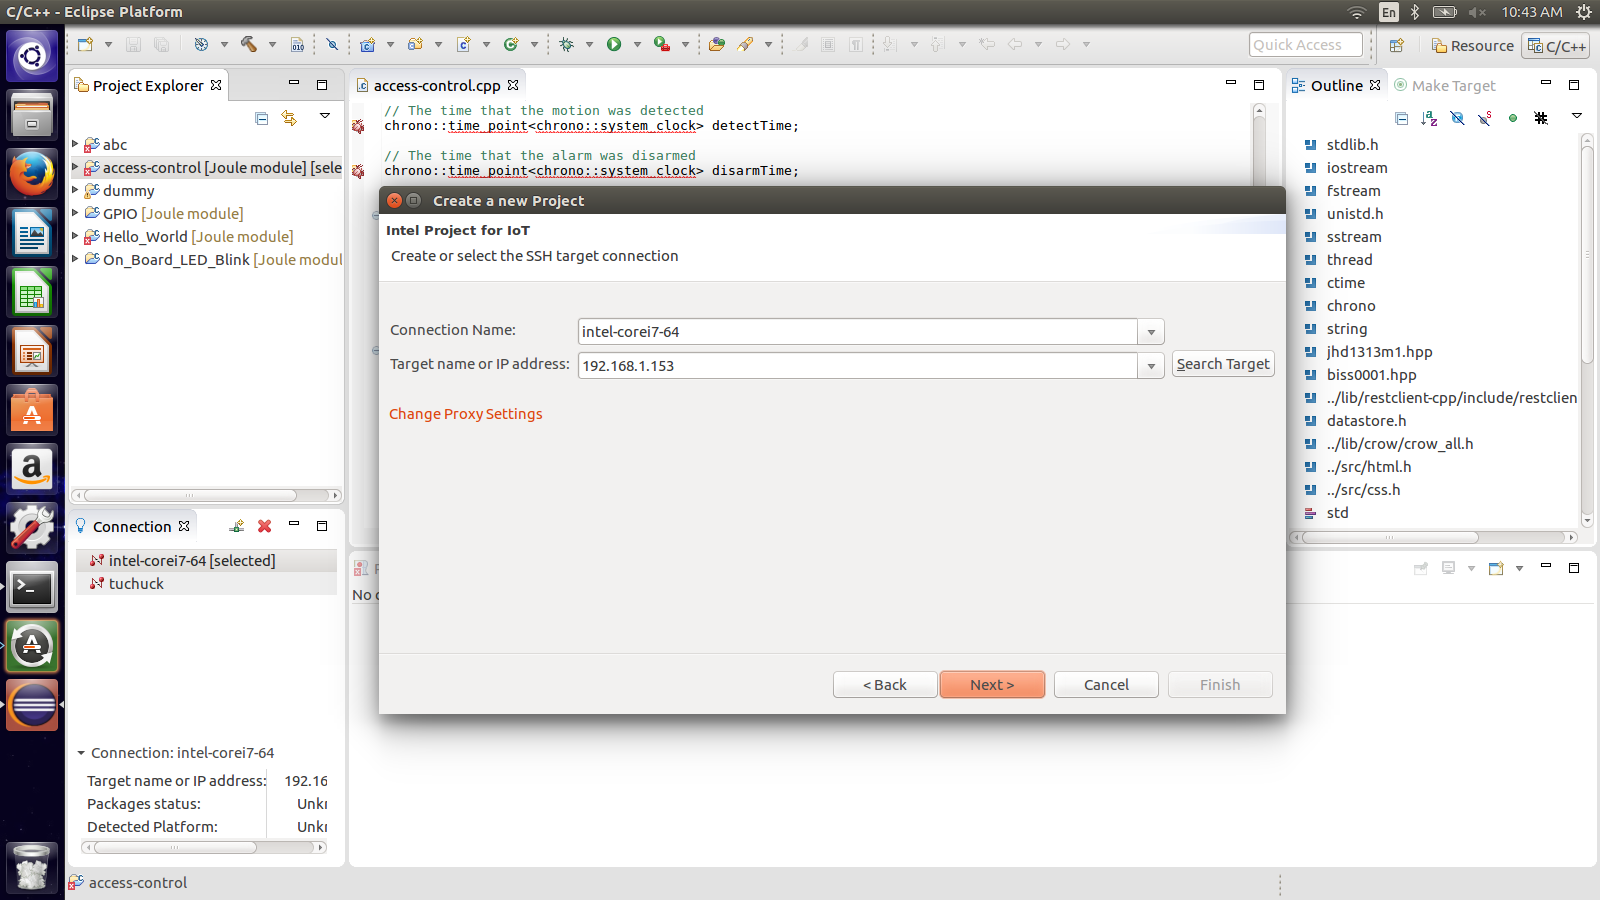 C/C++ - Eclipse Platform
En
10:43 AM
Quick Access
Resource
C/C++
Project Explorer
abc
access-control [Joule module] [sele
dummy
GPIO [Joule module]
Hello_World [Joule module]
On_Board_LED_Blink [Joule modul
access-control.cpp
// The time that the motion was detected
chrono::time_point<chrono::system_clock> detectTime;
// The time that the alarm was disarmed
chrono::time_point<chrono::system_clock> disarmTime;
Create a new Project
Intel Project for IoT
Create or select the SSH target connection
Connection Name:
intel-corei7-64
Target name or IP address:
192.168.1.153
Search Target
Change Proxy Settings
< Back
Next >
Cancel
Finish
Outline
Make Target
stdlib.h
iostream
fstream
unistd.h
sstream
thread
ctime
chrono
string
jhd1313m1.hpp
biss0001.hpp
../lib/restclient-cpp/include/restclien
datastore.h
../lib/crow/crow_all.h
../src/html.h
../src/css.h
std
Connection
intel-corei7-64 [selected]
tuchuck
No
Connection: intel-corei7-64
Target name or IP address: 192.16
Packages status: Unkr
Detected Platform: Unkr
access-control